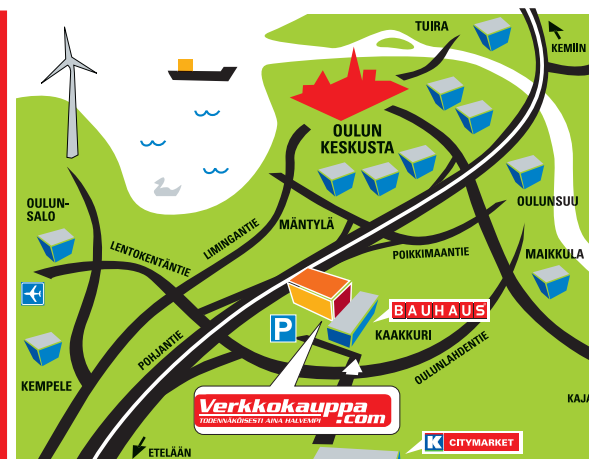 TUIRA
KEMIIN
OULUN
KESKUSTA
OULUN-
SALO
OULUNSUU
MÄNTYLÄ
LIMINGANTIE
LENTOKENTÄNTIE
POIKKIMAANTIE
MAIKKULA
BAUHAUS
P
KAAKKURI
POHJANTIE
OULUNLAHDENTIE
KEMPELE
Verkkokauppa
.com
TODENNÄKÖISESTI AINA HALVEMPI
KAJA
K CITYMARKET
ETELÄÄN